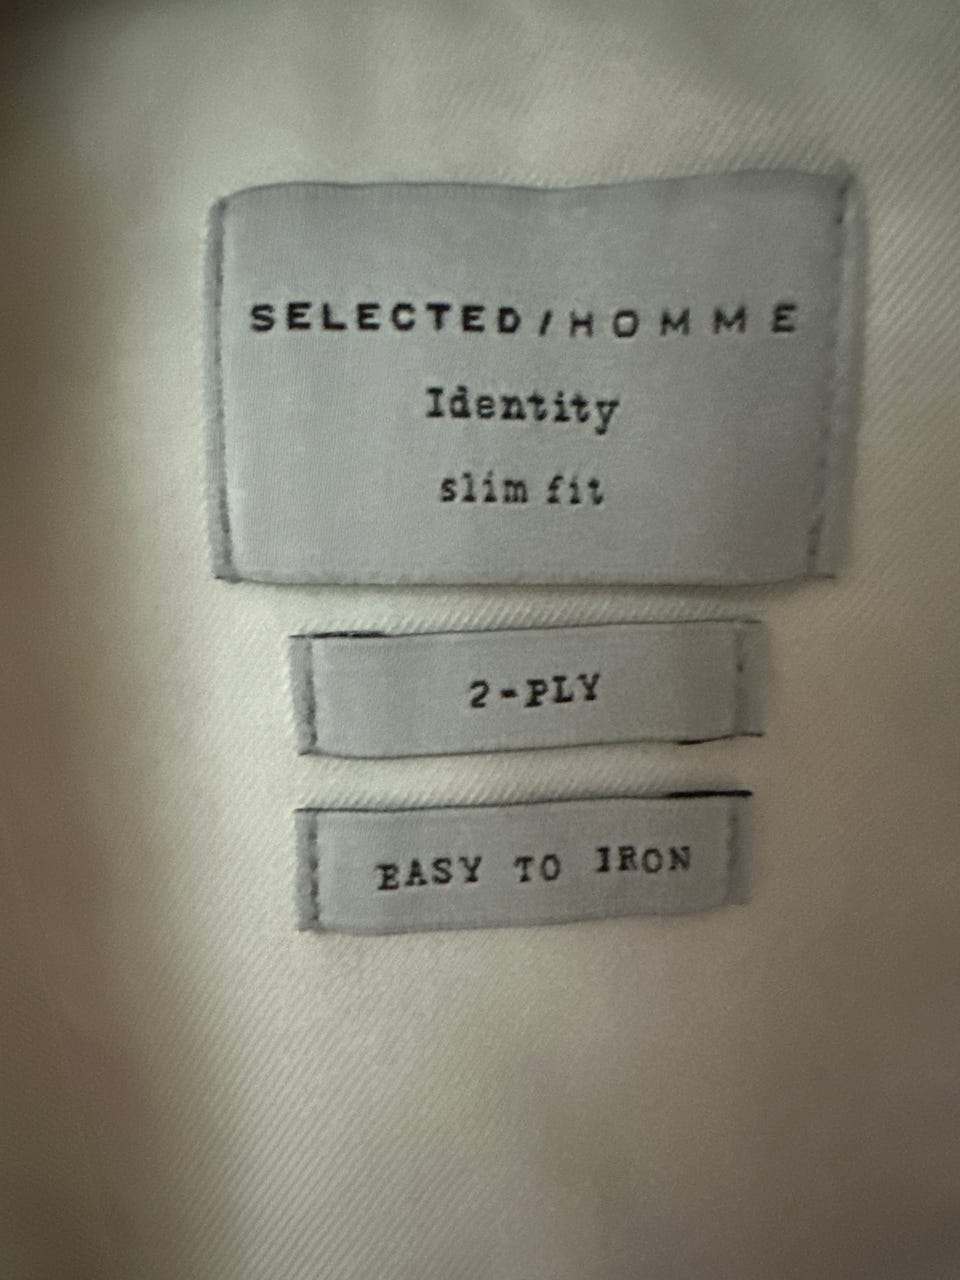 SELECTED/HOMME
Identity
slim fit
2-PLY
EASY TO IRON